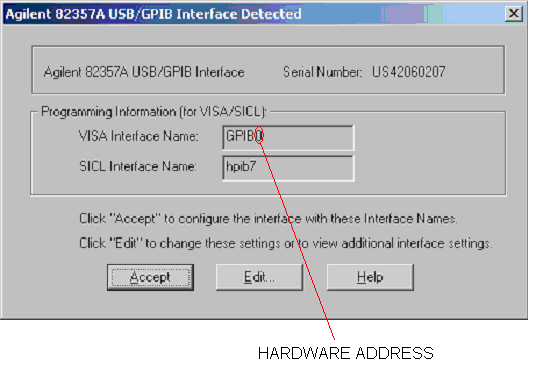 Agilent 82357A USB/GPIB Interface Detected
Agilent 82357A USB/GPIB Interface Serial Number: US42060207
Programming Information (for VISA/SICL):
VISA Interface Name: GPIB0
SICL Interface Name: hpib7
Click "Accept" to configure the interface with these Interface Names.
Click "Edit" to change these settings or to view additional interface settings.
Accept Edit... Help
HARDWARE ADDRESS